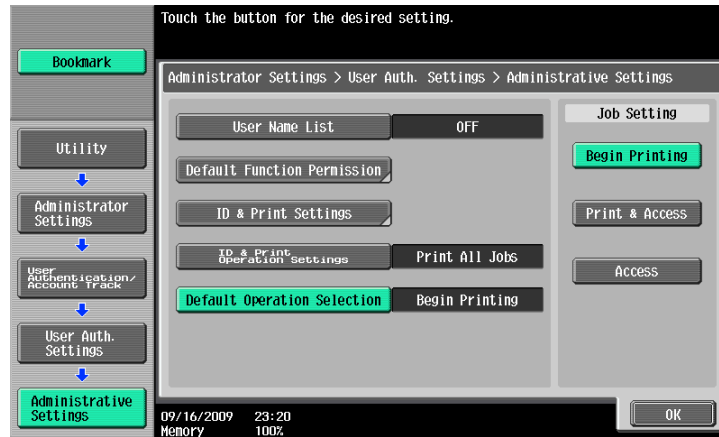 Touch the button for the desired setting.
Bookmark
Administrator Settings > User Auth. Settings > Administrative Settings
Utility
Administrator
Settings
User
Authentication/
Account Track
User Auth.
Settings
Administrative
Settings
User Name List
OFF
Default Function Permission
ID & Print Settings
ID & Print
Operation Settings
Print All Jobs
Default Operation Selection
Begin Printing
Job Setting
Begin Printing
Print & Access
Access
09/16/2009 23:20
Memory 100%
OK